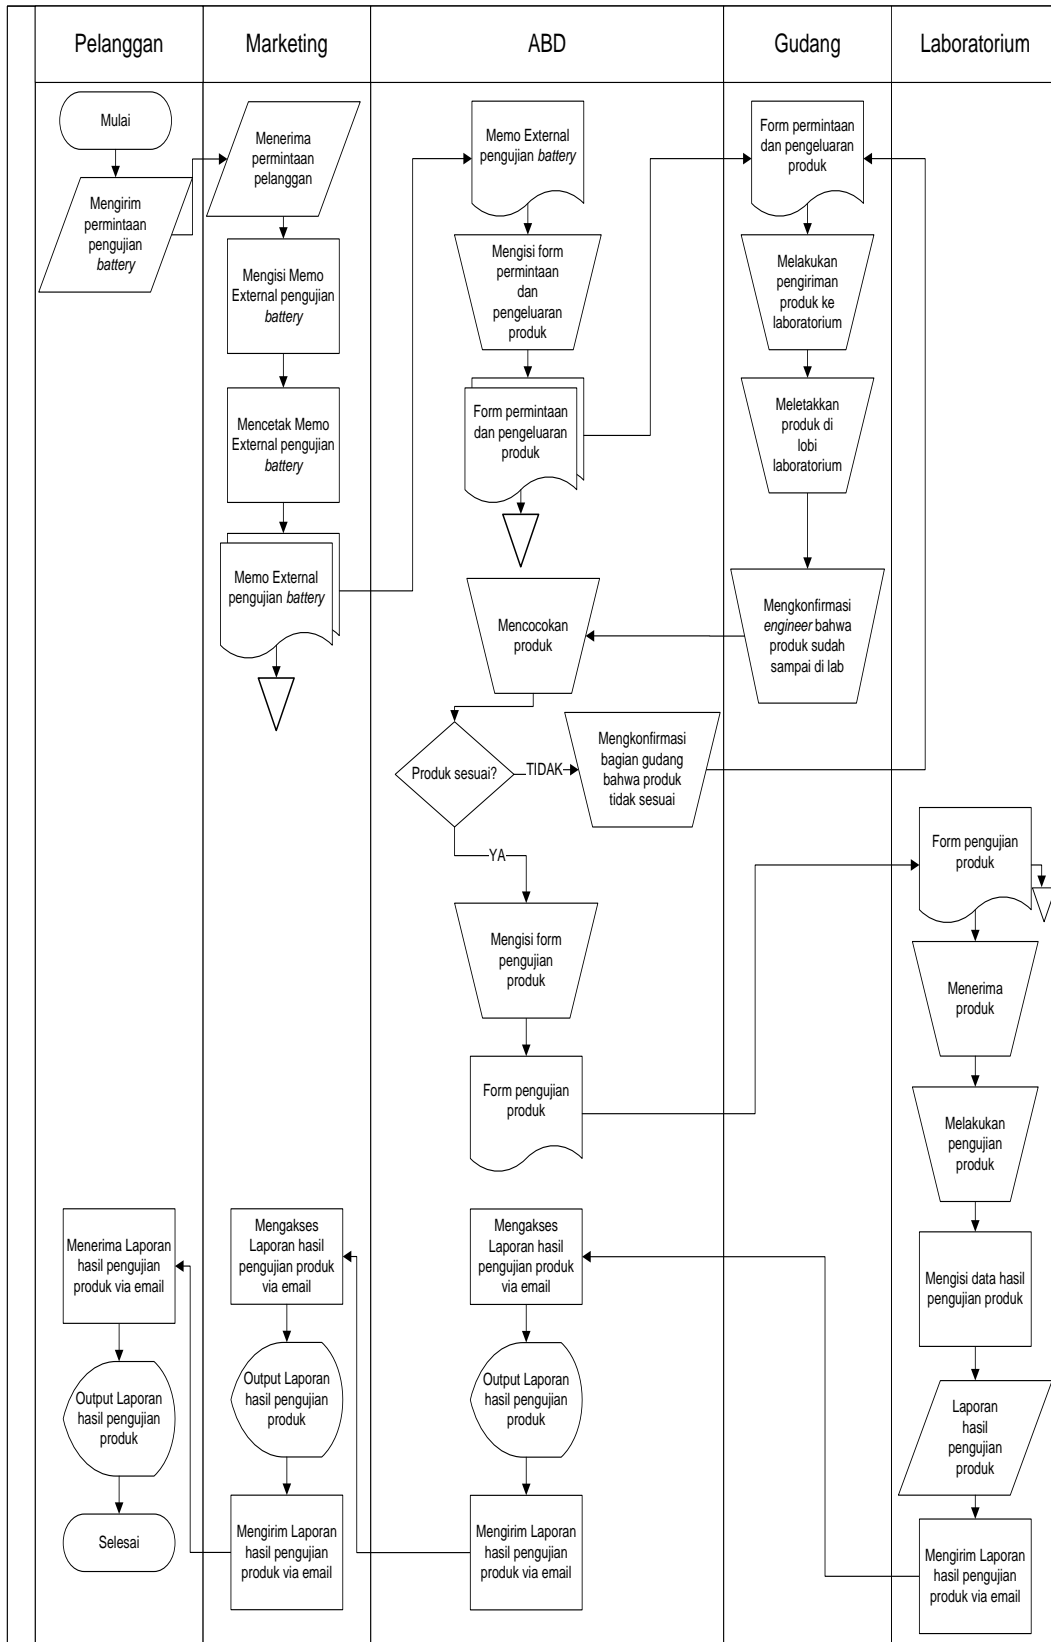 Pelanggan
Marketing
ABD
Gudang
Laboratorium
Mulai
Mengirim
permintaan
pengujian
battery
Menerima
permintaan
pelanggan
Mengisi Memo
External pengujian
battery
Mencetak Memo
External pengujian
battery
Memo External
pengujian battery
Memo External
pengujian battery
Mengisi form
permintaan
dan
pengeluaran
produk
Form permintaan
dan pengeluaran
produk
Form permintaan
dan pengeluaran
produk
Melakukan
pengiriman
produk ke
laboratorium
Meletakkan
produk di
lobi
laboratorium
Mengkonfirmasi
engineer bahwa
produk sudah
sampai di lab
Mencocokan
produk
Produk sesuai?
TIDAK
Mengkonfirmasi
bagian gudang
bahwa produk
tidak sesuai
YA
Mengisi form
pengujian
produk
Form pengujian
produk
Form pengujian
produk
Menerima
produk
Melakukan
pengujian
produk
Mengisi data hasil
pengujian produk
Laporan
hasil
pengujian
produk
Mengirim Laporan
hasil pengujian
produk via email
Mengakses
Laporan hasil
pengujian produk
via email
Output Laporan
hasil pengujian
produk
Mengirim Laporan
hasil pengujian
produk via email
Mengakses
Laporan hasil
pengujian produk
via email
Output Laporan
hasil pengujian
produk
Mengirim Laporan
hasil pengujian
produk via email
Menerima Laporan
hasil pengujian
produk via email
Output Laporan
hasil pengujian
produk
Selesai